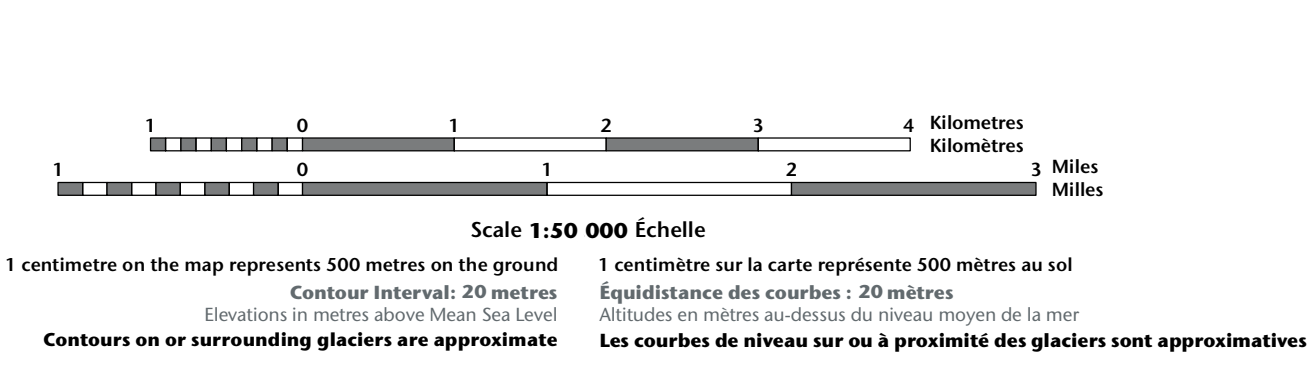 1 0 1 2 3 4 Kilometres
Kilomètres
1 0 1 2 3 Miles
Milles
Scale 1:50 000 Échelle
1 centimetre on the map represents 500 metres on the ground
Contour Interval: 20 metres
Elevations in metres above Mean Sea Level
Contours on or surrounding glaciers are approximate
1 centimètre sur la carte représente 500 mètres au sol
Équidistance des courbes : 20 mètres
Altitudes en mètres au-dessus du niveau moyen de la mer
Les courbes de niveau sur ou à proximité des glaciers sont approximatives